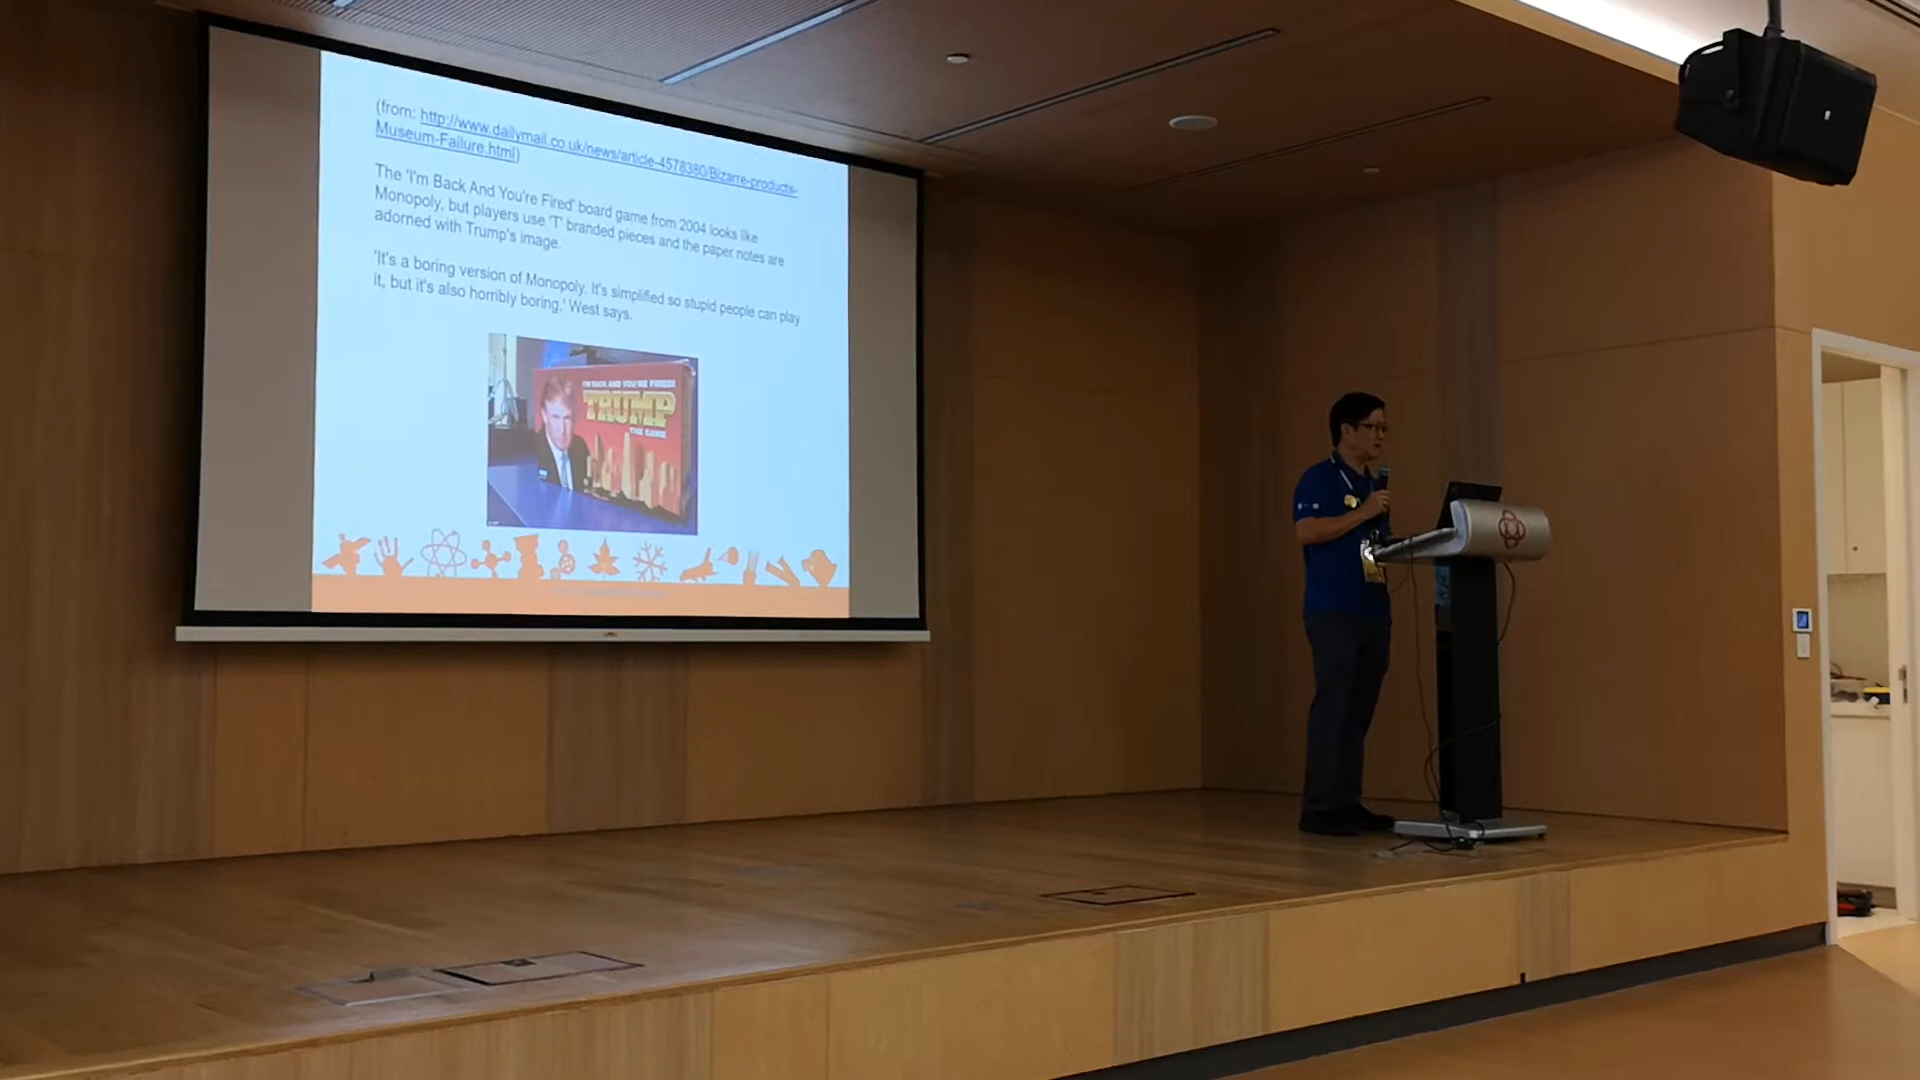 (from: http://www.dailymail.co.uk/news/article-4578380/Bizarre-products-
Museum-Failure.html)
The 'I'm Back And You're Fired' board game from 2004 looks like
Monopoly, but players use 'T' branded pieces and the paper notes are
adorned with Trump's image.
'It's a boring version of Monopoly. It's simplified so stupid people can play
it, but it's also horribly boring,' West says.
I'M BACK AND YOU'RE FIRED!
TRUMP
THE GAME